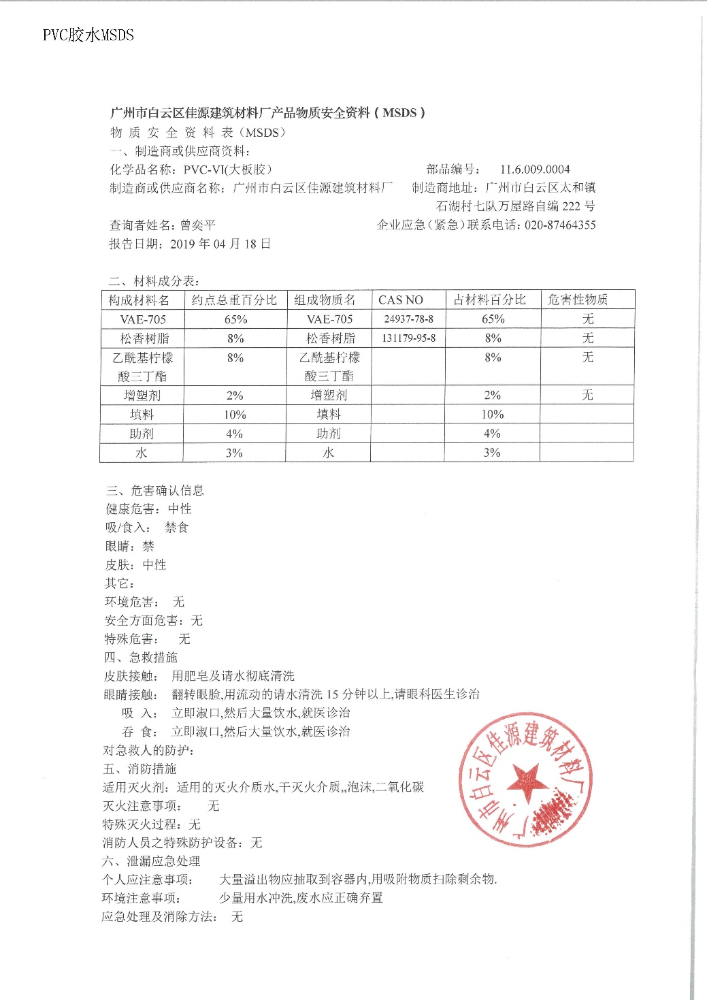 PVC胶水MSDS
广州市白云区佳源建筑材料厂产品物质安全资料（MSDS）
物 质 安 全 资 料 表（MSDS）
一、制造商或供应商资料：
化学品名称：PVC-VI(大板胶） 部品编号： 11.6.009.0004
制造商或供应商名称：广州市白云区佳源建筑材料厂 制造商地址：广州市白云区太和镇
石湖村七队万屋路自编 222 号
查询者姓名：曾奕平 企业应急（紧急）联系电话：020-87464355
报告日期：2019 年 04 月 18 日
二、材料成分表：
构成材料名 约点总重百分比 组成物质名 CAS NO 占材料百分比 危害性物质
VAE-705 65% VAE-705 24937-78-8 65% 无
松香树脂 8% 松香树脂 131179-95-8 8% 无
乙酰基柠檬 8% 乙酰基柠檬 8% 无
酸三丁酯 酸三丁酯
增塑剂 2% 增塑剂 2% 无
填料 10% 填料 10%
助剂 4% 助剂 4%
水 3% 水 3%
三、危害确认信息
健康危害：中性
吸/食入： 禁食
眼睛：禁
皮肤：中性
其它：
环境危害： 无
安全方面危害：无
特殊危害： 无
四、急救措施
皮肤接触： 用肥皂及请水彻底清洗
眼睛接触： 翻转眼脸,用流动的请水清洗 15 分钟以上,请眼科医生诊治
吸 入： 立即漱口,然后大量饮水,就医诊治
吞 食： 立即漱口,然后大量饮水,就医诊治
对急救人的防护：
五、消防措施
适用灭火剂：适用的灭火介质水,干灭火介质,,泡沫,二氧化碳
灭火注意事项： 无
特殊灭火过程：无
消防人员之特殊防护设备：无
六、泄漏应急处理
个人应注意事项： 大量溢出物应抽取到容器内,用吸附物质扫除剩余物.
环境注意事项： 少量用水冲洗,废水应正确弃置
应急处理及消除方法： 无
广州市白云区佳源建筑材料厂